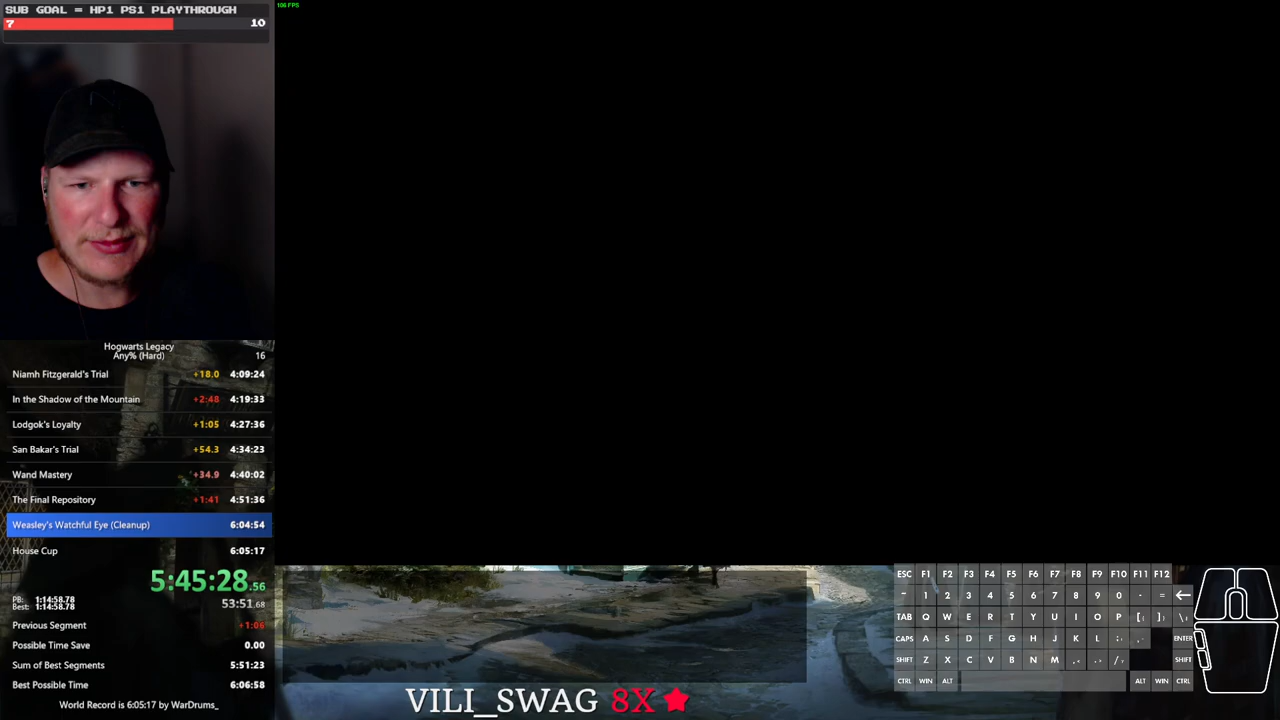 SUB GOAL = HP1 PS1 PLAYTHROUGH
7 10
106 FPS
Hogwarts Legacy
Any% (Hard) 16
Niamh Fitzgerald's Trial +18.0 4:09:24
In the Shadow of the Mountain +2:48 4:19:33
Lodgok's Loyalty +1:05 4:27:36
San Bakar's Trial +54.3 4:34:23
Wand Mastery +34.9 4:40:02
The Final Repository +1:41 4:51:36
Weasley's Watchful Eye (Cleanup) 6:04:54
House Cup 6:05:17
5:45:28.56
PB: 1:14:58.78
Best: 1:14:58.78
53:51.68
Previous Segment +1:06
Possible Time Save 0.00
Sum of Best Segments 5:51:23
Best Possible Time 6:06:58
World Record is 6:05:17 by WarDrums_
VILI_SWAG 8X
ESC F1 F2 F3 F4 F5 F6 F7 F8 F9 F10 F11 F12
1 2 3 4 5 6 7 8 9 0 - =
TAB Q W E R T Y U I O P
CAPS A S D F G H J K L ENTER
SHIFT Z X C V B N M SHIFT
CTRL WIN ALT ALT WIN CTRL